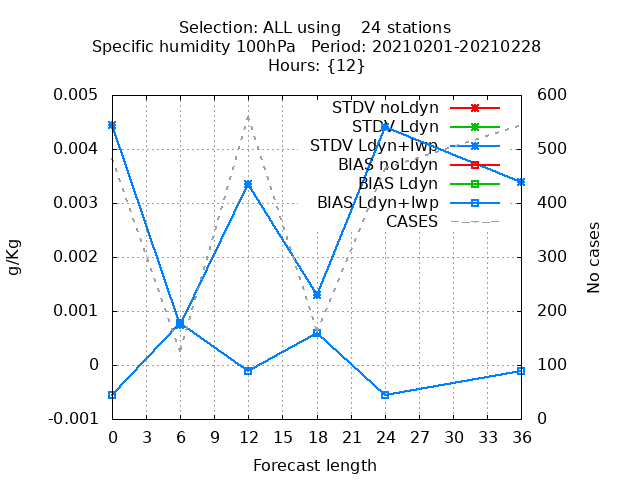 Selection: ALL using    24 stations
Specific humidity 100hPa   Period: 20210201-20210228
Hours: {12}
0.005
0.004
0.003
0.002
0.001
0
-0.001
g/Kg
600
500
400
300
200
100
0
No cases
STDV noLdyn
STDV Ldyn
STDV Ldyn+lwp
BIAS noLdyn
BIAS Ldyn
BIAS Ldyn+lwp
CASES
0 3 6 9 12 15 18 21 24 27 30 33 36
Forecast length